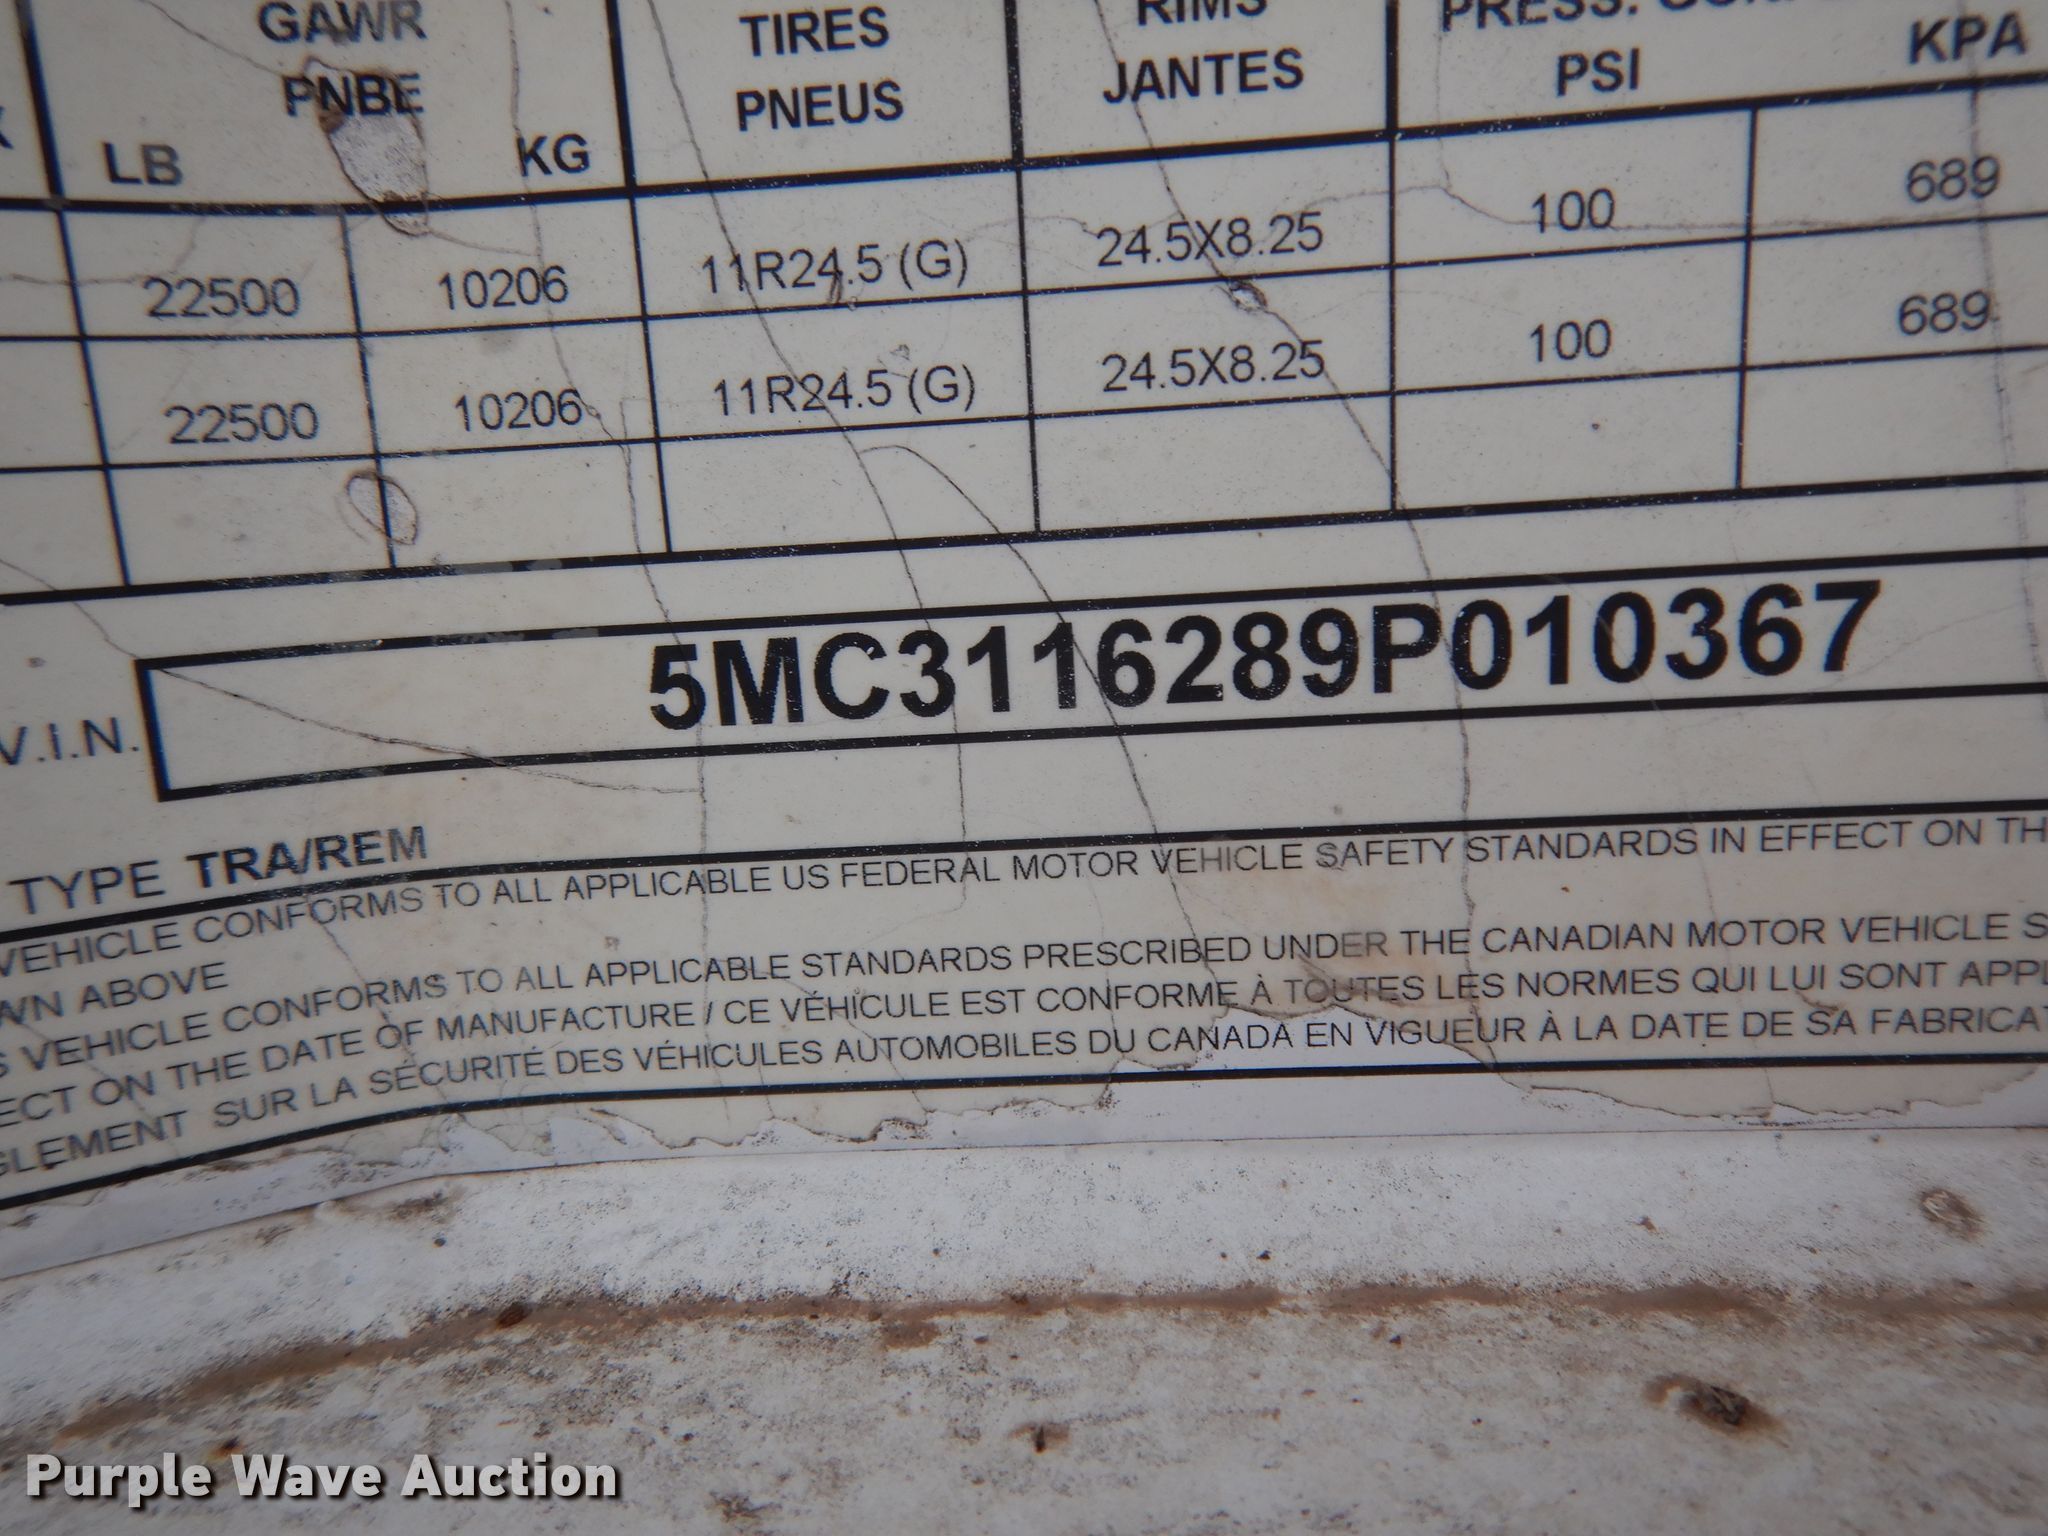 GAWR
TIRES
RIMS
PNBE
PNEUS
JANTES
PSI
KPA
LB
KG
22500 10206 11R24.5 (G) 24.5X8.25 100 689
22500 10206 11R24.5 (G) 24.5X8.25 100 689
V.I.N. 5MC3116289P010367
TYPE TRA/REM
VEHICLE CONFORMS TO ALL APPLICABLE US FEDERAL MOTOR VEHICLE SAFETY STANDARDS IN EFFECT ON TH
WN ABOVE
S VEHICLE CONFORMS TO ALL APPLICABLE STANDARDS PRESCRIBED UNDER THE CANADIAN MOTOR VEHICLE S
ECT ON THE DATE OF MANUFACTURE / CE VÉHICULE EST CONFORME À TOUTES LES NORMES QUI LUI SONT APPL
GLEMENT SUR LA SÉCURITÉ DES VÉHICULES AUTOMOBILES DU CANADA EN VIGUEUR À LA DATE DE SA FABRICAT
Purple Wave Auction